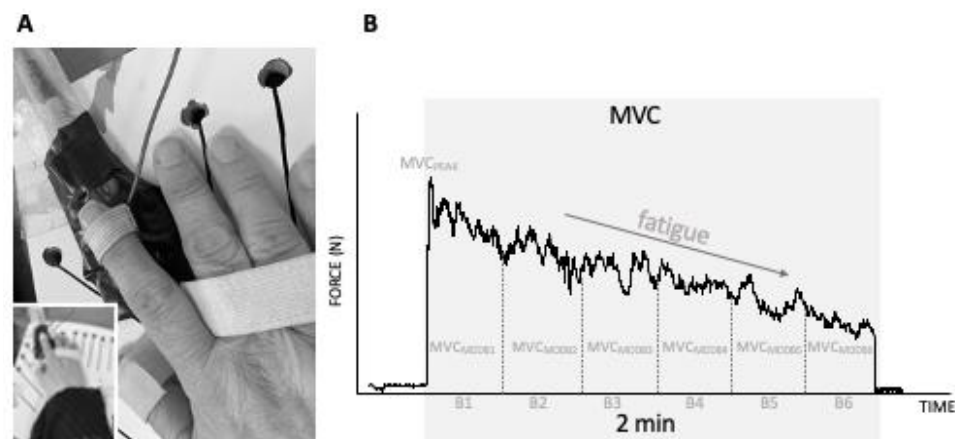 A
B
MVC
MVCPEAK
fatigue
FORCE (N)
MVCMEDB1 MVCMEDB2 MVCMEDB3 MVCMEDB4 MVCMEDB5 MVCMEDB6
B1 B2 B3 B4 B5 B6
TIME
2 min